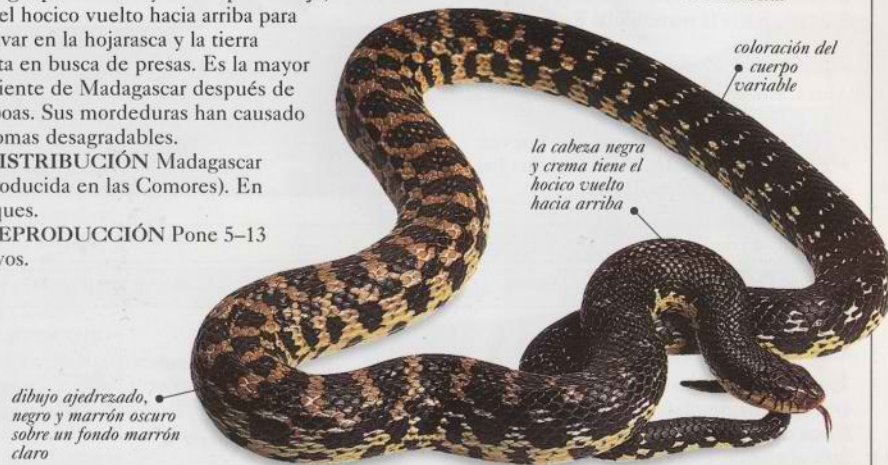 el hocico vuelto hacia arriba para
var en la hojarasca y la tierra
ta en busca de presas. Es la mayor
iente de Madagascar después de
oas. Sus mordeduras han causado
omas desagradables.
ISTRIBUCIÓN Madagascar
oducida en las Comores). En
ques.
EPRODUCCIÓN Pone 5–13
vos.
coloración del
cuerpo
variable
la cabeza negra
y crema tiene el
hocico vuelto
hacia arriba
dibujo ajedrezado,
negro y marrón oscuro
sobre un fondo marrón
claro